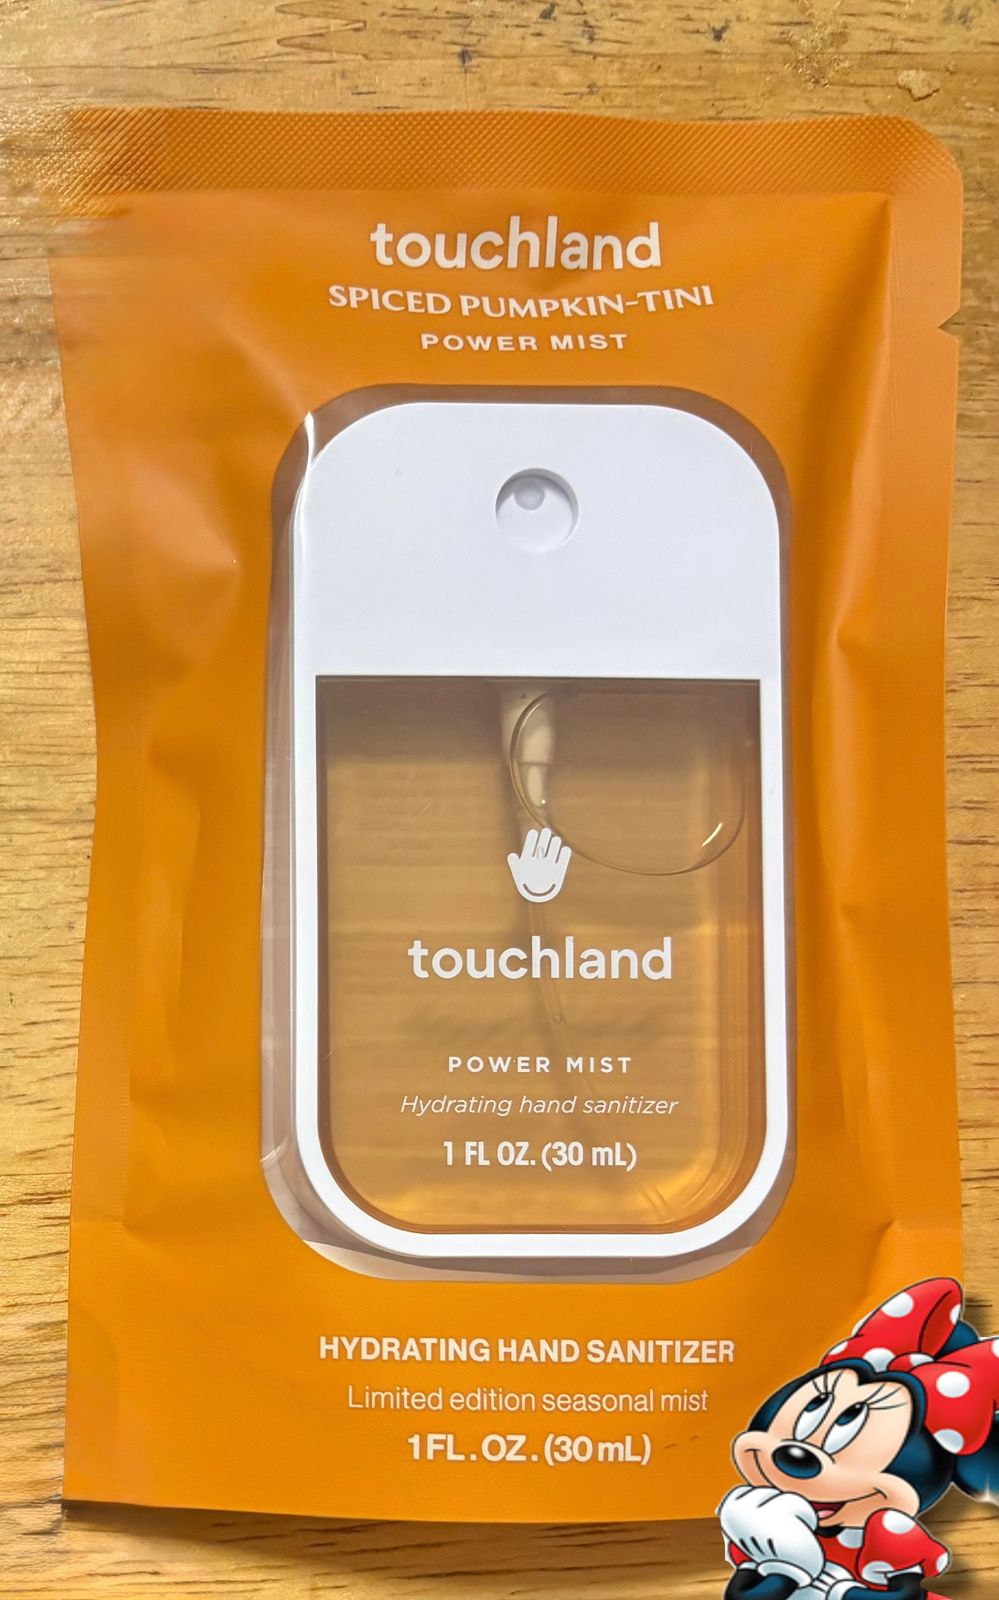 touchland
SPICED PUMPKIN-TINI
POWER MIST
touchland
POWER MIST
Hydrating hand sanitizer
1 FL OZ. (30 mL)
HYDRATING HAND SANITIZER
Limited edition seasonal mist
1FL.OZ.(30mL)